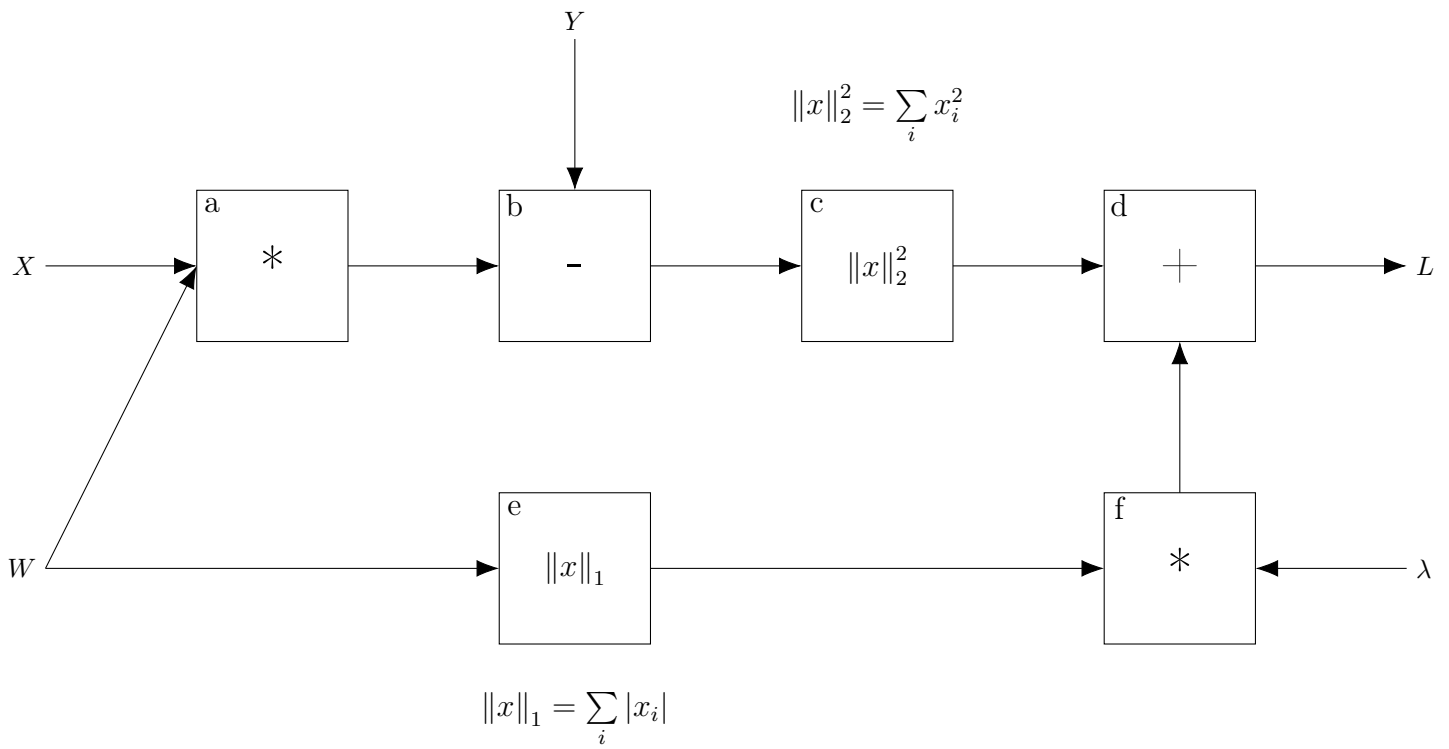 Y
‖x‖₂² = ∑ᵢ xᵢ²
a
b
c
d
X
*
-
‖x‖₂²
+
L
e
f
W
‖x‖₁
*
λ
‖x‖₁ = ∑ᵢ |xᵢ|